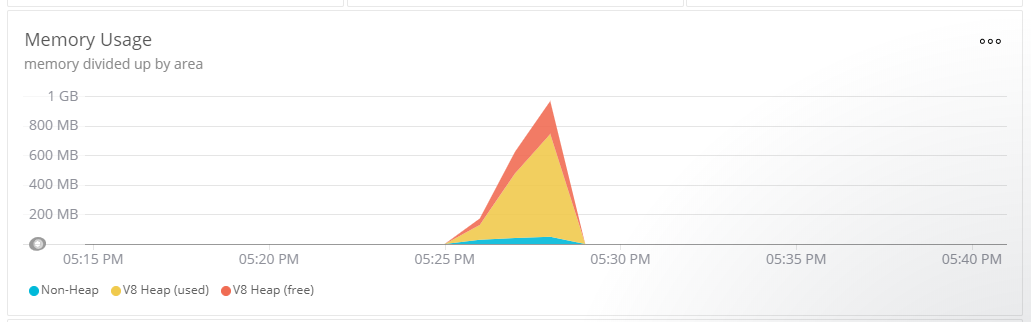 Memory Usage
memory divided up by area
1 GB
800 MB
600 MB
400 MB
200 MB
05:15 PM 05:20 PM 05:25 PM 05:30 PM 05:35 PM 05:40 PM
Non-Heap V8 Heap (used) V8 Heap (free)